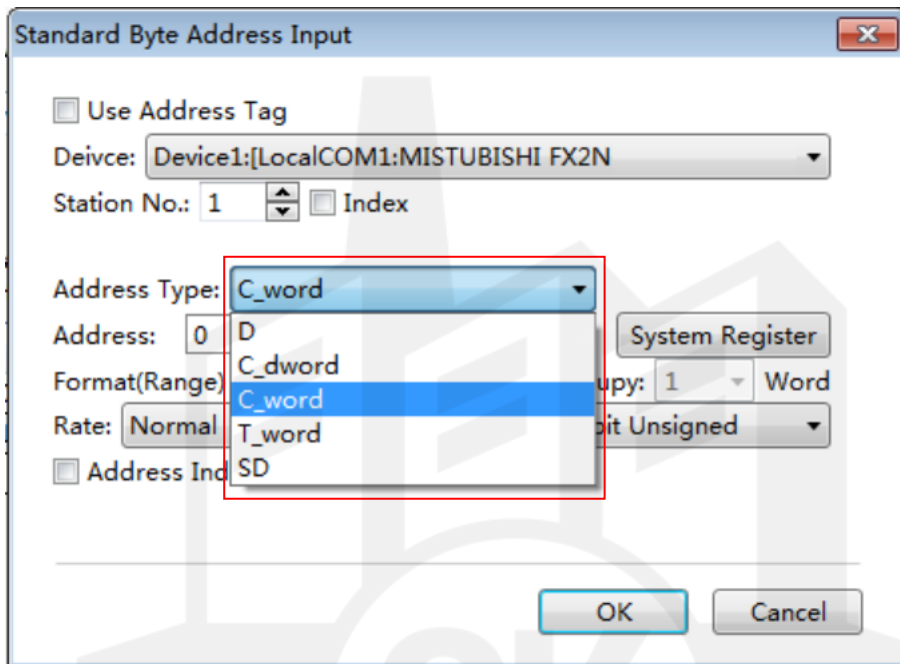 Standard Byte Address Input
Use Address Tag
Deivce: Device1:[LocalCOM1:MISTUBISHI FX2N
Station No.: 1 Index
Address Type: C_word
Address: 0 D System Register
C_dword
Format(Range) C_word upy: 1 Word
Rate: Normal T_word bit Unsigned
Address Ind SD
OK Cancel